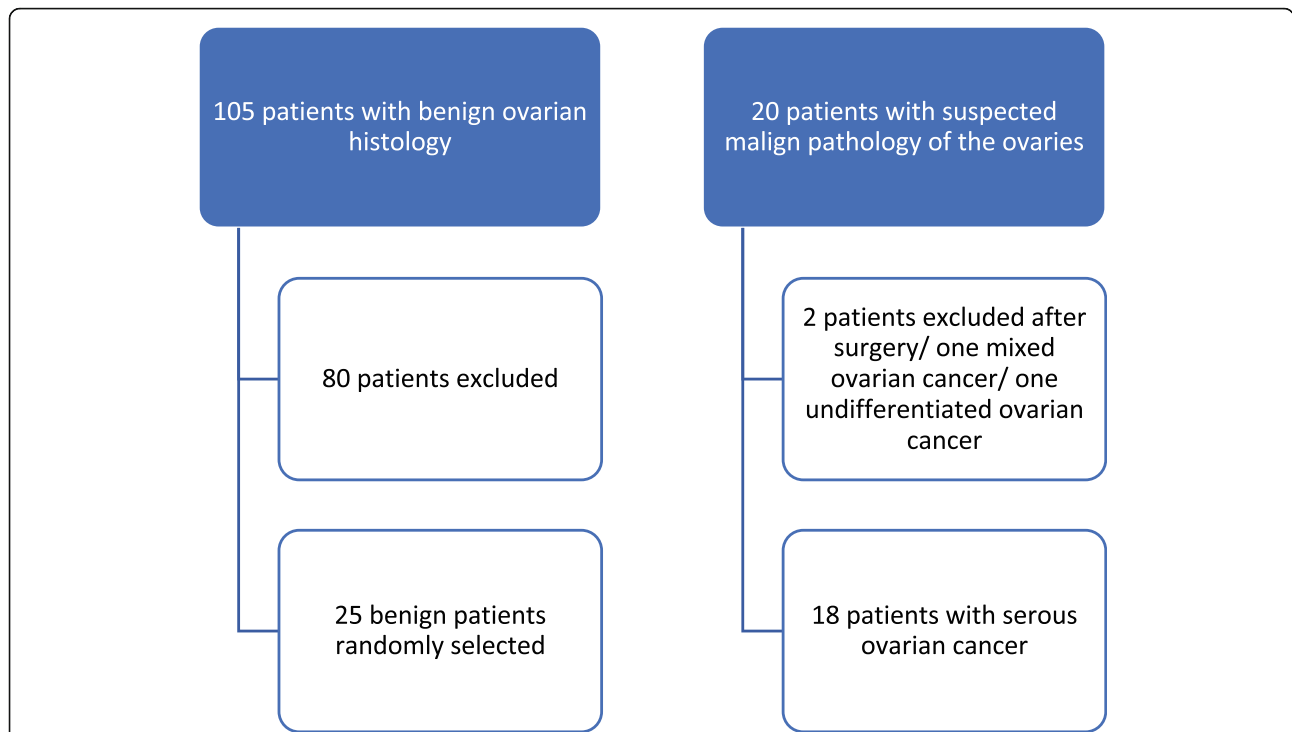 105 patients with benign ovarian
histology
80 patients excluded
25 benign patients
randomly selected
20 patients with suspected
malign pathology of the ovaries
2 patients excluded after
surgery/ one mixed
ovarian cancer/ one
undifferentiated ovarian
cancer
18 patients with serous
ovarian cancer